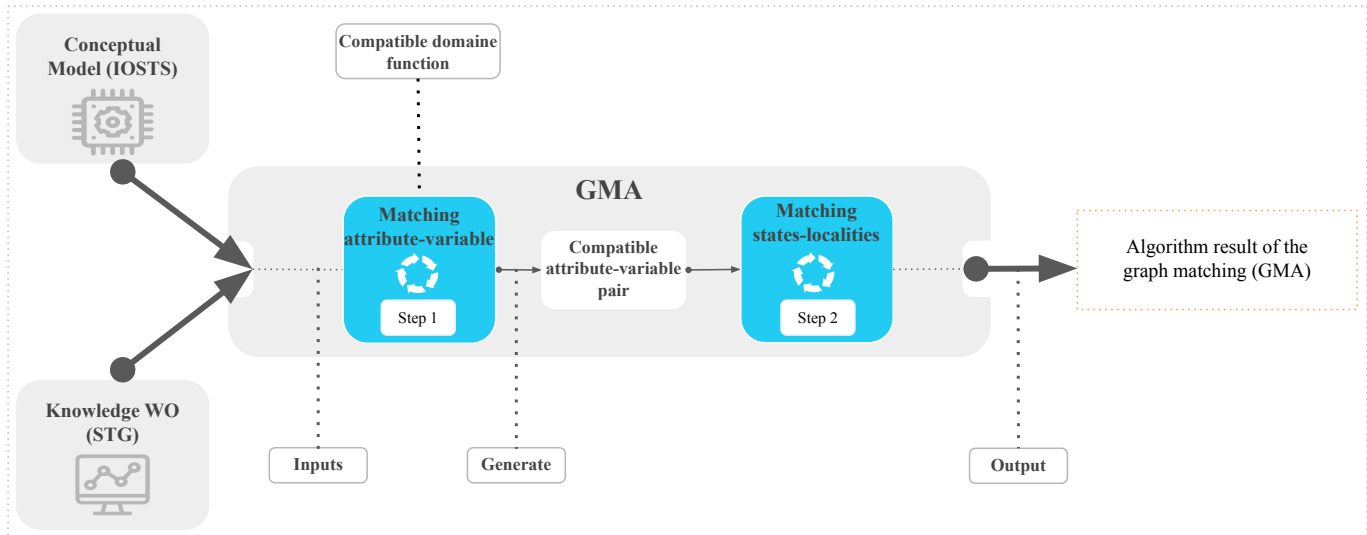 Conceptual
Model (IOSTS)
Compatible domaine
function
GMA
Matching
attribute-variable
Step 1
Compatible
attribute-variable
pair
Matching
states-localities
Step 2
Algorithm result of the
graph matching (GMA)
Knowledge WO
(STG)
Inputs
Generate
Output